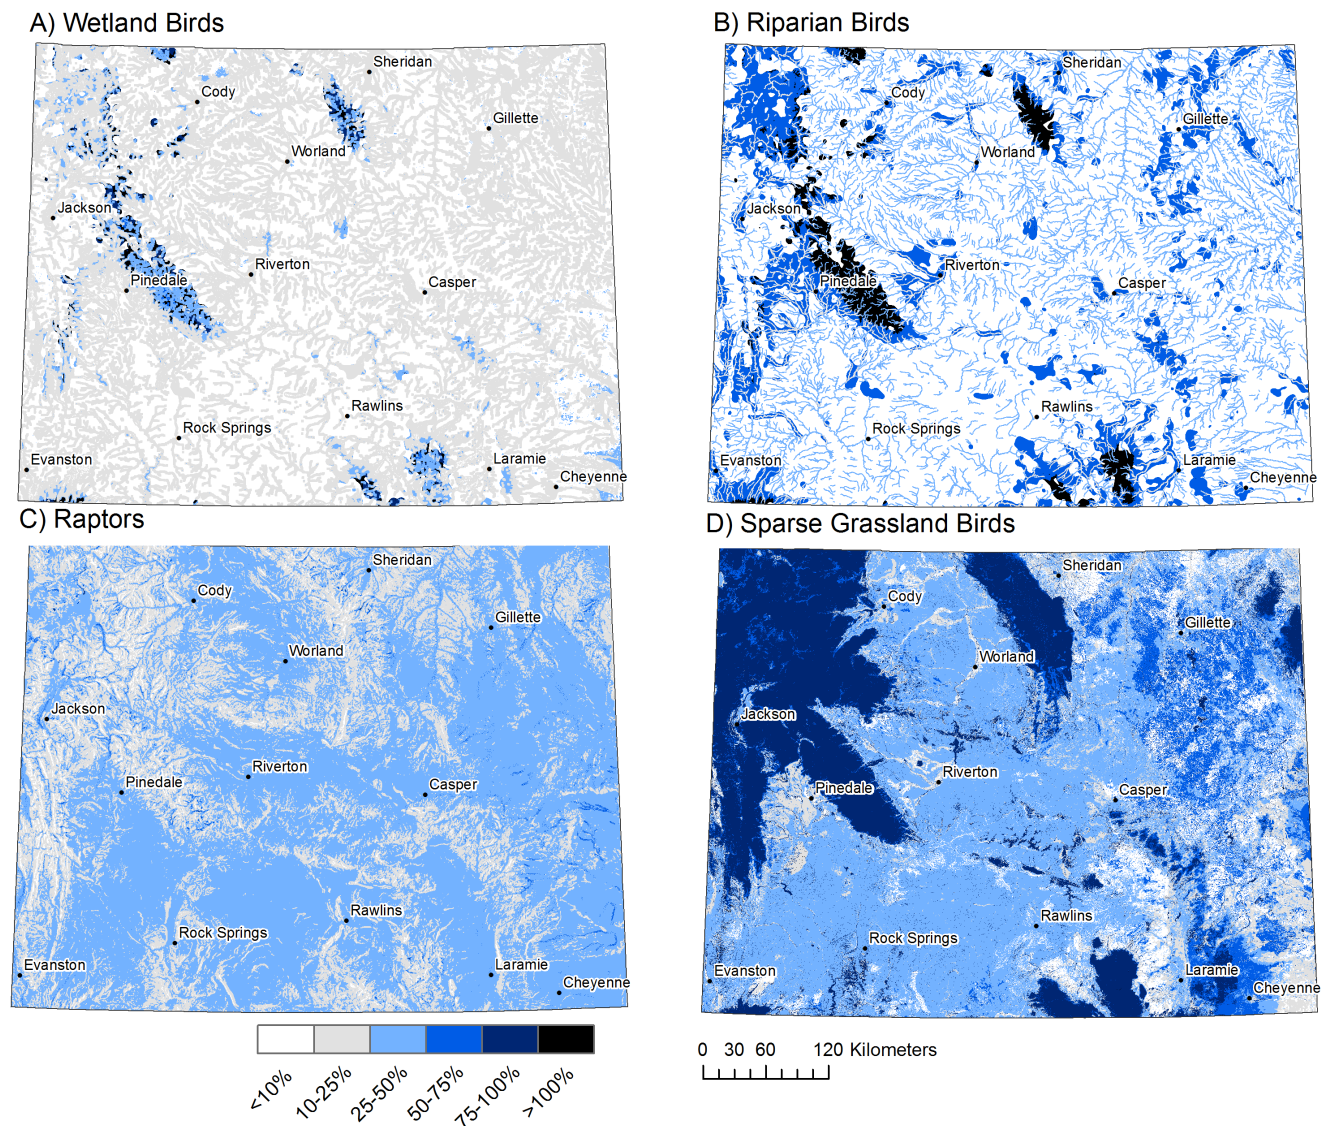 A) Wetland Birds
Sheridan
Cody
Gillette
Worland
Jackson
Riverton
Pinedale
Casper
Rawlins
Rock Springs
Evanston
Laramie
Cheyenne
B) Riparian Birds
Sheridan
Cody
Gillette
Worland
Jackson
Riverton
Pinedale
Casper
Rawlins
Rock Springs
Evanston
Laramie
Cheyenne
C) Raptors
Sheridan
Cody
Gillette
Worland
Jackson
Riverton
Pinedale
Casper
Rawlins
Rock Springs
Evanston
Laramie
Cheyenne
D) Sparse Grassland Birds
Sheridan
Cody
Gillette
Worland
Jackson
Riverton
Pinedale
Casper
Rawlins
Rock Springs
Evanston
Laramie
Cheyenne
<10%
10-25%
25-50%
50-75%
75-100%
>100%
0 30 60 120 Kilometers